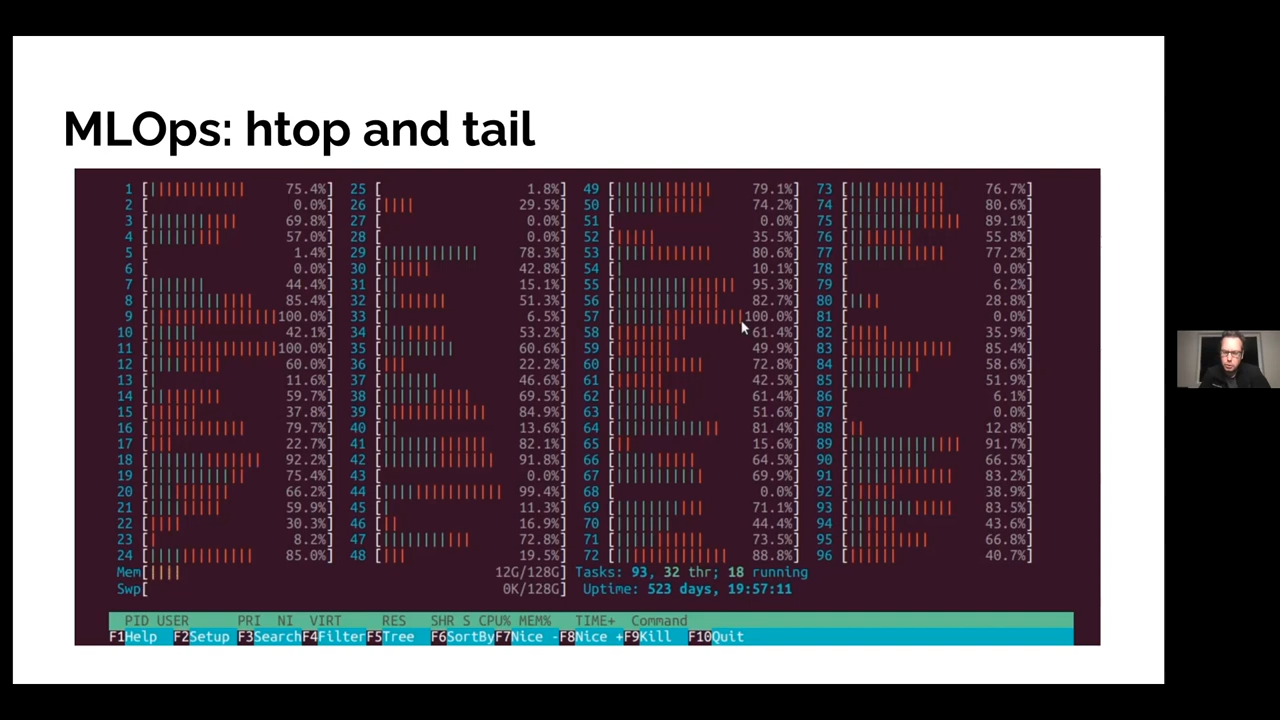 MLOps: htop and tail
1 [|||||||||||| 75.4%] 25 [ 1.8%] 49 [|||||||||||| 79.1%] 73 [|||||||||||| 76.7%]
2 [ 0.0%] 26 [|||| 29.5%] 50 [||||||||||| 74.2%] 74 [|||||||||||| 80.6%]
3 [||||||||||| 69.8%] 27 [ 0.0%] 51 [ 0.0%] 75 [|||||||||||||| 89.1%]
4 [||||||||| 57.0%] 28 [ 0.0%] 52 [||||| 35.5%] 76 [|||||||| 55.8%]
5 [ 1.4%] 29 [|||||||||||| 78.3%] 53 [|||||||||||| 80.6%] 77 [|||||||||||| 77.2%]
6 [ 0.0%] 30 [|||||| 42.8%] 54 [| 10.1%] 78 [ 0.0%]
7 [||||||| 44.4%] 31 [|| 15.1%] 55 [||||||||||||||| 95.3%] 79 [ 6.2%]
8 [||||||||||||| 85.4%] 32 [|||||||| 51.3%] 56 [||||||||||||| 82.7%] 80 [|||| 28.8%]
9 [||||||||||||||||100.0%] 33 [| 6.5%] 57 [||||||||||||||||100.0%] 81 [ 0.0%]
10 [|||||| 42.1%] 34 [|||||||| 53.2%] 58 [||||||||| 61.4%] 82 [||||| 35.9%]
11 [||||||||||||||||100.0%] 35 [||||||||| 60.6%] 59 [||||||| 49.9%] 83 [||||||||||||| 85.4%]
12 [||||||||| 60.0%] 36 [||| 22.2%] 60 [||||||||||| 72.8%] 84 [||||||||| 58.6%]
13 [| 11.6%] 37 [||||||| 46.6%] 61 [|||||| 42.5%] 85 [|||||||| 51.9%]
14 [||||||||| 59.7%] 38 [||||||||||| 69.5%] 62 [||||||||| 61.4%] 86 [ 6.1%]
15 [|||||| 37.8%] 39 [||||||||||||| 84.9%] 63 [|||||||| 51.6%] 87 [ 0.0%]
16 [|||||||||||| 79.7%] 40 [|| 13.6%] 64 [||||||||||||| 81.4%] 88 [|| 12.8%]
17 [||| 22.7%] 41 [||||||||||||| 82.1%] 65 [|| 15.6%] 89 [|||||||||||||| 91.7%]
18 [|||||||||||||| 92.2%] 42 [|||||||||||||| 91.8%] 66 [|||||||||| 64.5%] 90 [|||||||||| 66.5%]
19 [|||||||||||| 75.4%] 43 [ 0.0%] 67 [||||||||||| 69.9%] 91 [||||||||||||| 83.2%]
20 [|||||||||| 66.2%] 44 [||||||||||||||| 99.4%] 68 [ 0.0%] 92 [|||||| 38.9%]
21 [||||||||| 59.9%] 45 [| 11.3%] 69 [||||||||||| 71.1%] 93 [||||||||||||| 83.5%]
22 [|||| 30.3%] 46 [|| 16.9%] 70 [||||||| 44.4%] 94 [|||||| 43.6%]
23 [| 8.2%] 47 [||||||||||| 72.8%] 71 [||||||||||| 73.5%] 95 [|||||||||| 66.8%]
24 [||||||||||||| 85.0%] 48 [||| 19.5%] 72 [|||||||||||||| 88.8%] 96 [|||||| 40.7%]
Mem[|||| 12G/128G] Tasks: 93, 32 thr; 18 running
Swp[ 0K/128G] Uptime: 523 days, 19:57:11
PID USER PRI NI VIRT RES SHR S CPU% MEM% TIME+ Command
F1Help F2Setup F3SearchF4FilterF5Tree F6SortByF7Nice -F8Nice +F9Kill F10Quit